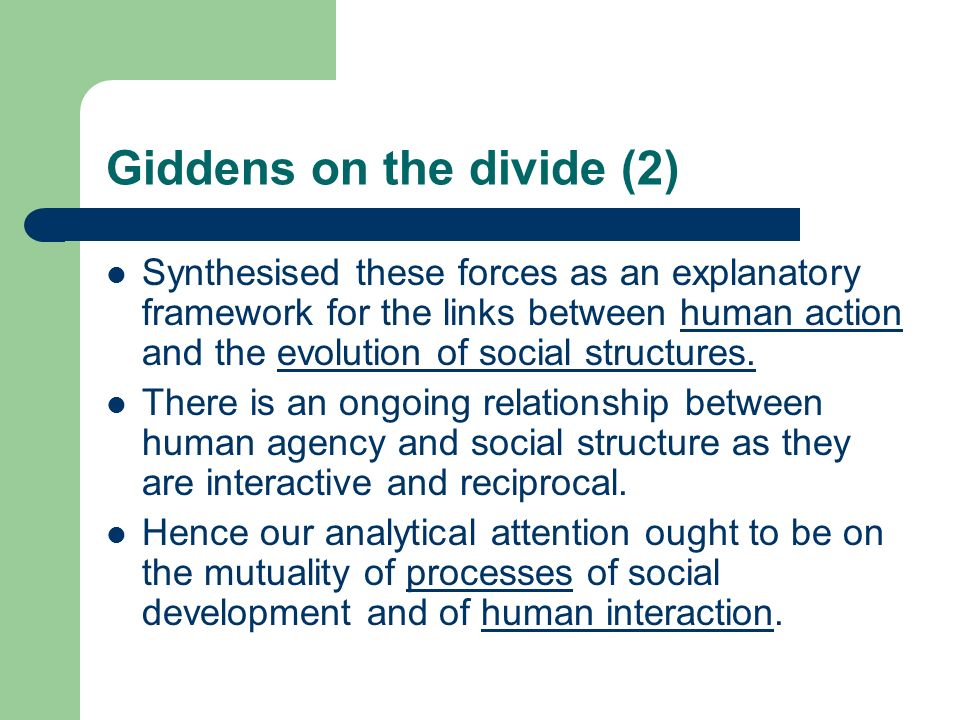 Giddens on the divide (2)
● Synthesised these forces as an explanatory
framework for the links between human action
and the evolution of social structures.
● There is an ongoing relationship between
human agency and social structure as they
are interactive and reciprocal.
● Hence our analytical attention ought to be on
the mutuality of processes of social
development and of human interaction.